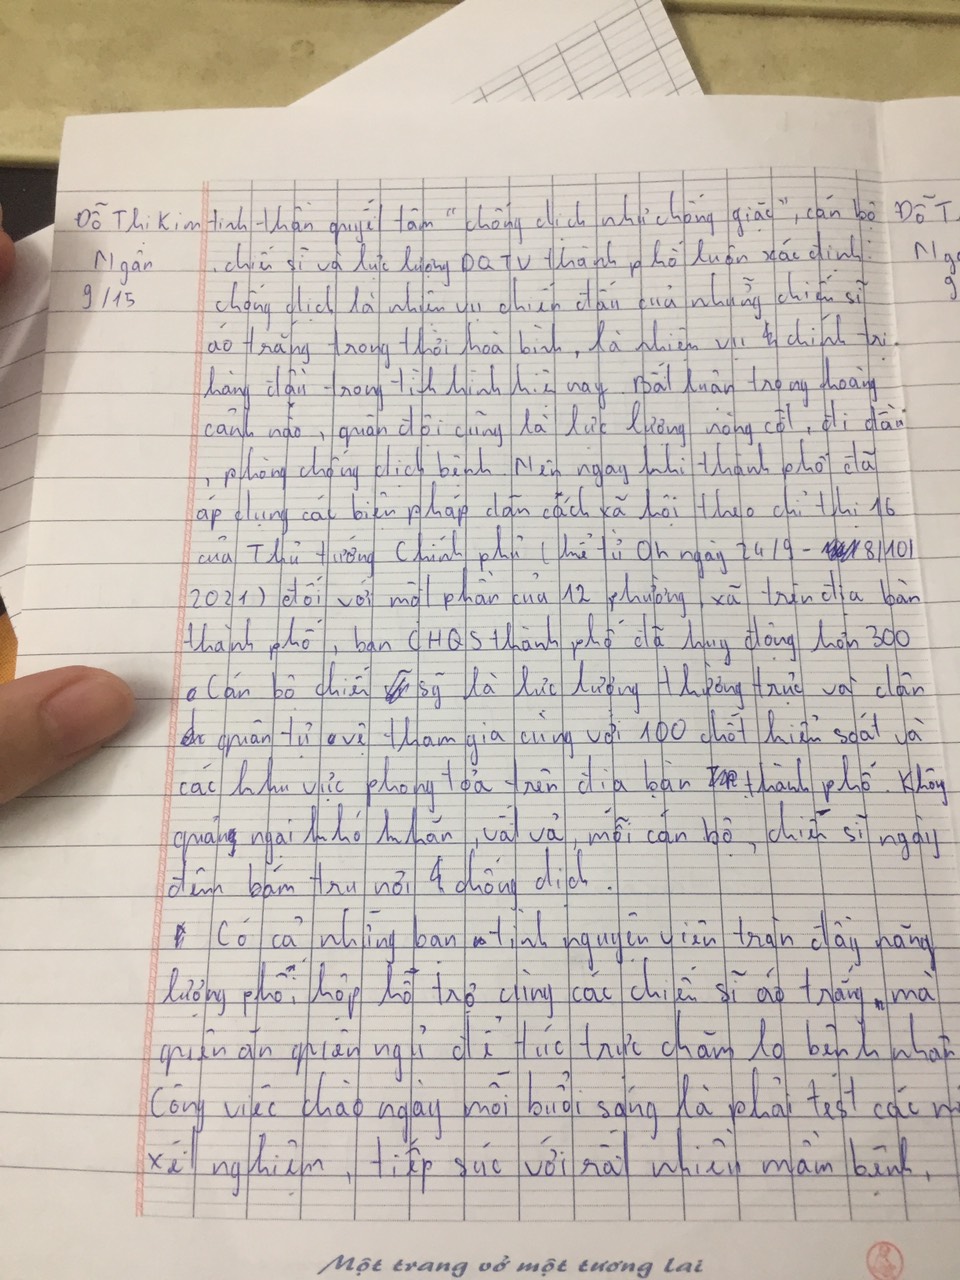 Đỗ Thi Kim
Ngân
9/15
tinh thần quyết tâm "chống dịch như chống giặc", cán bộ
chiến sĩ và lực lượng DQTV thành phố luôn xác định:
chống dịch là nhiệm vụ chiến đấu của những chiến sĩ
áo trắng trong thời hoà bình, là nhiệm vụ chính trị
hàng đầu trong tình hình hiện nay. Bất luận trong hoàng
cảnh nào, quân đội cũng là lực lượng nòng cốt, đi đầu
, phòng chống dịch bệnh. Nên ngay khi thành phố đã
áp dụng các biện pháp dãn cách xã hội theo chỉ thị 16
của Thủ tướng Chính phủ (kể từ 0h ngày 24/9 - 8/10/
2021) đối với một phần của 12 phường, xã trên địa bàn
thành phố, ban CHQS thành phố đã huy động hơn 300
Cán bộ chiến sỹ là lực lượng thường trực và dân
quân tự vệ tham gia cùng với 100 chốt kiểm soát và
các khu vực phong toả trên địa bàn thành phố. Không
quảng ngại khó khăn, vất vả, mỗi cán bộ, chiến sĩ ngày
đêm bám trụ nơi chống dịch.
Có cả những bạn tình nguyện viên tràn đầy năng
lượng phối hợp hỗ trợ cùng các chiến sĩ áo trắng, mà
quên ăn quên ngủ để túc trực chăm lo bệnh nhân
Công việc chào ngày mỗi buổi sáng là phải test các m
xét nghiệm, tiếp xúc với rất nhiều mầm bệnh,
Một trang vở một tương lai
Đỗ T
Ng
9